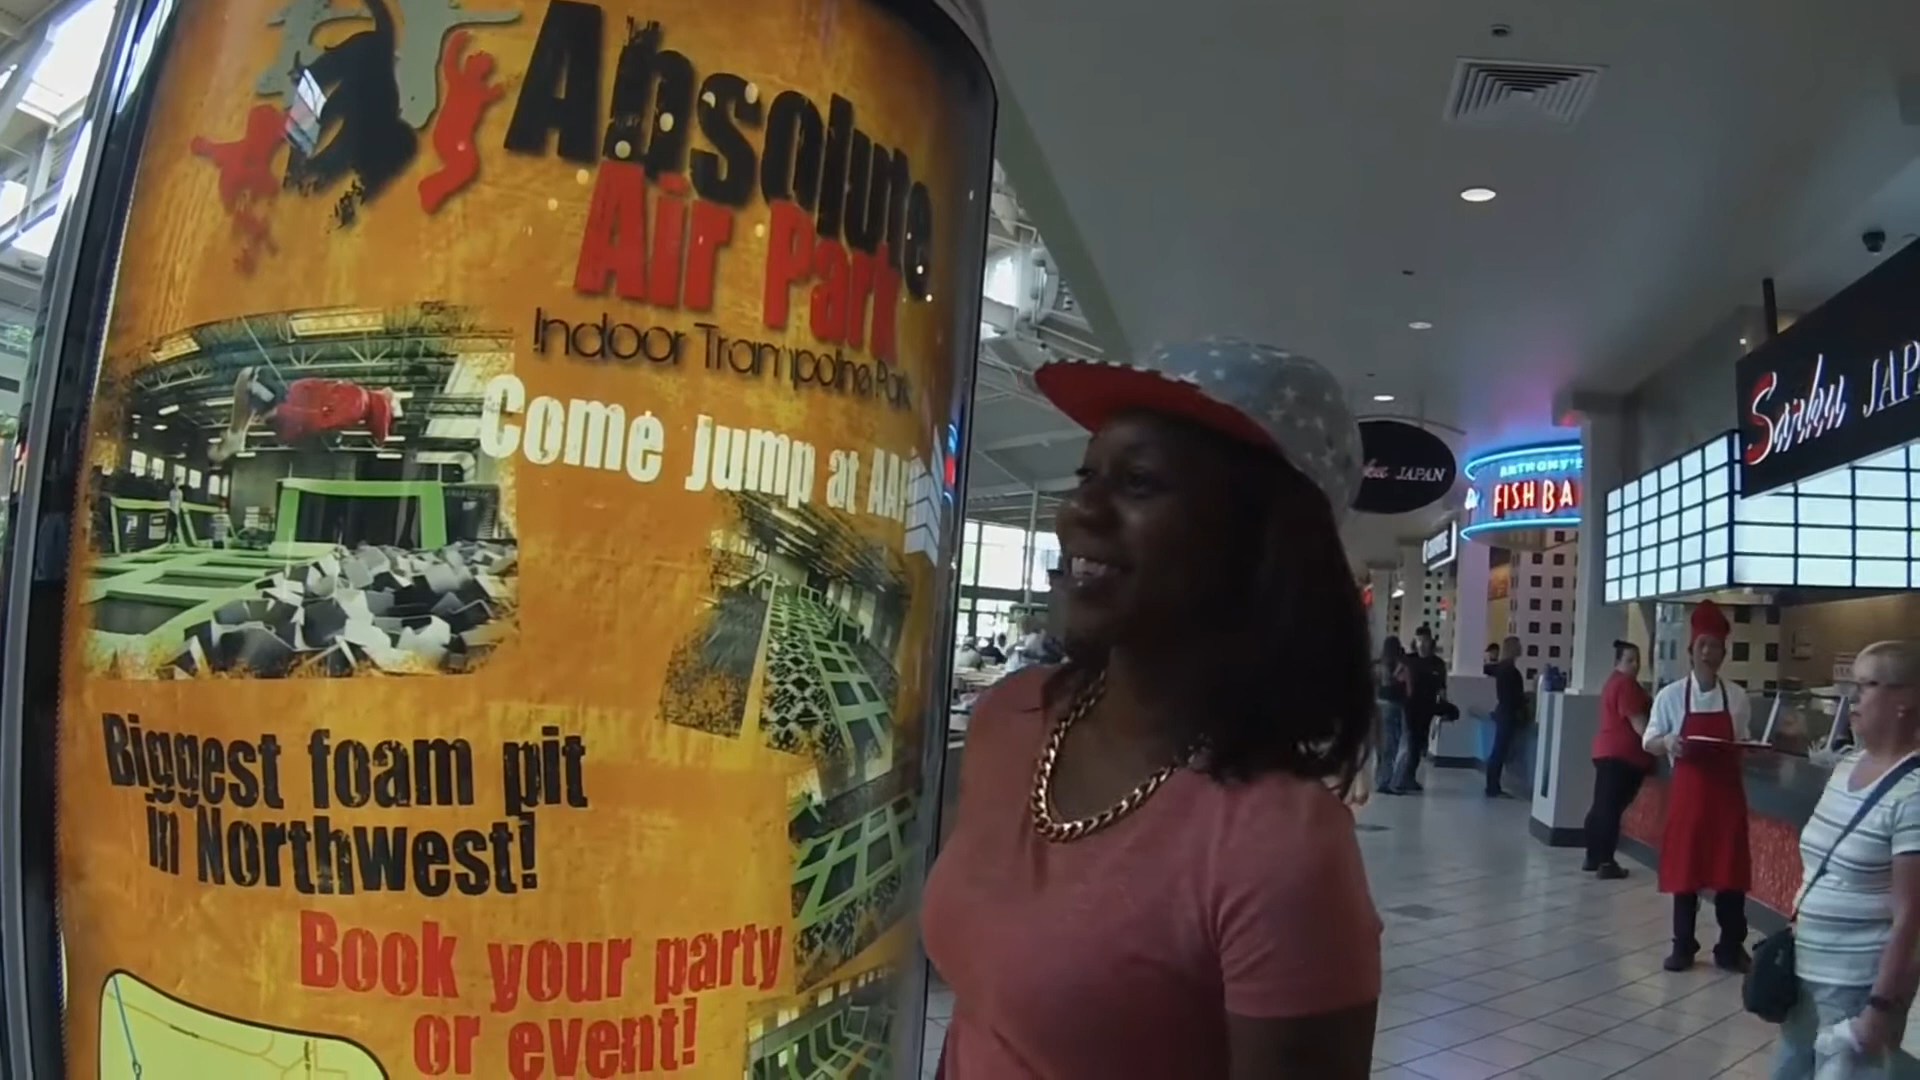 Absolute
Air Park
Indoor Trampoline Park
Come jump at AAP
Biggest foam pit
in Northwest!
Book your party
or event!
JAPAN
ANTHONY'S
FISH BA
Sarku JAP